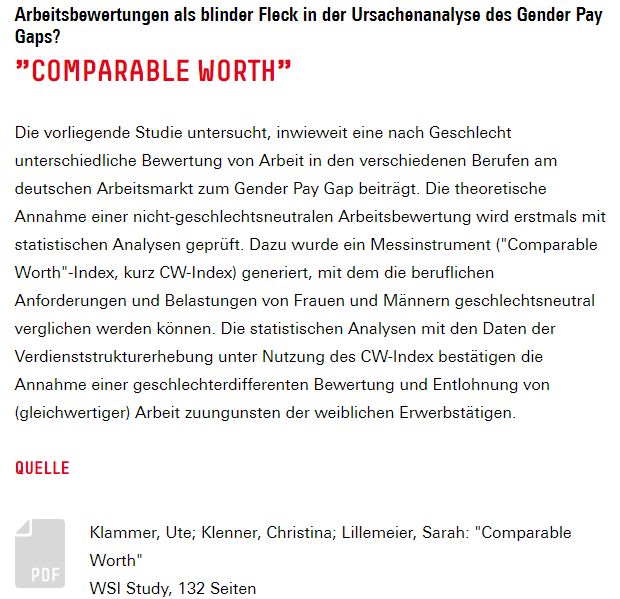 Arbeitsbewertungen als blinder Fleck in der Ursachenanalyse des Gender Pay
Gaps?
"COMPARABLE WORTH"
Die vorliegende Studie untersucht, inwieweit eine nach Geschlecht
unterschiedliche Bewertung von Arbeit in den verschiedenen Berufen am
deutschen Arbeitsmarkt zum Gender Pay Gap beiträgt. Die theoretische
Annahme einer nicht-geschlechtsneutralen Arbeitsbewertung wird erstmals mit
statistischen Analysen geprüft. Dazu wurde ein Messinstrument ("Comparable
Worth"-Index, kurz CW-Index) generiert, mit dem die beruflichen
Anforderungen und Belastungen von Frauen und Männern geschlechtsneutral
verglichen werden können. Die statistischen Analysen mit den Daten der
Verdienststrukturerhebung unter Nutzung des CW-Index bestätigen die
Annahme einer geschlechterdifferenten Bewertung und Entlohnung von
(gleichwertiger) Arbeit zuungunsten der weiblichen Erwerbstätigen.
QUELLE
Klammer, Ute; Klenner, Christina; Lillemeier, Sarah: "Comparable
Worth"
PDF
WSI Study, 132 Seiten